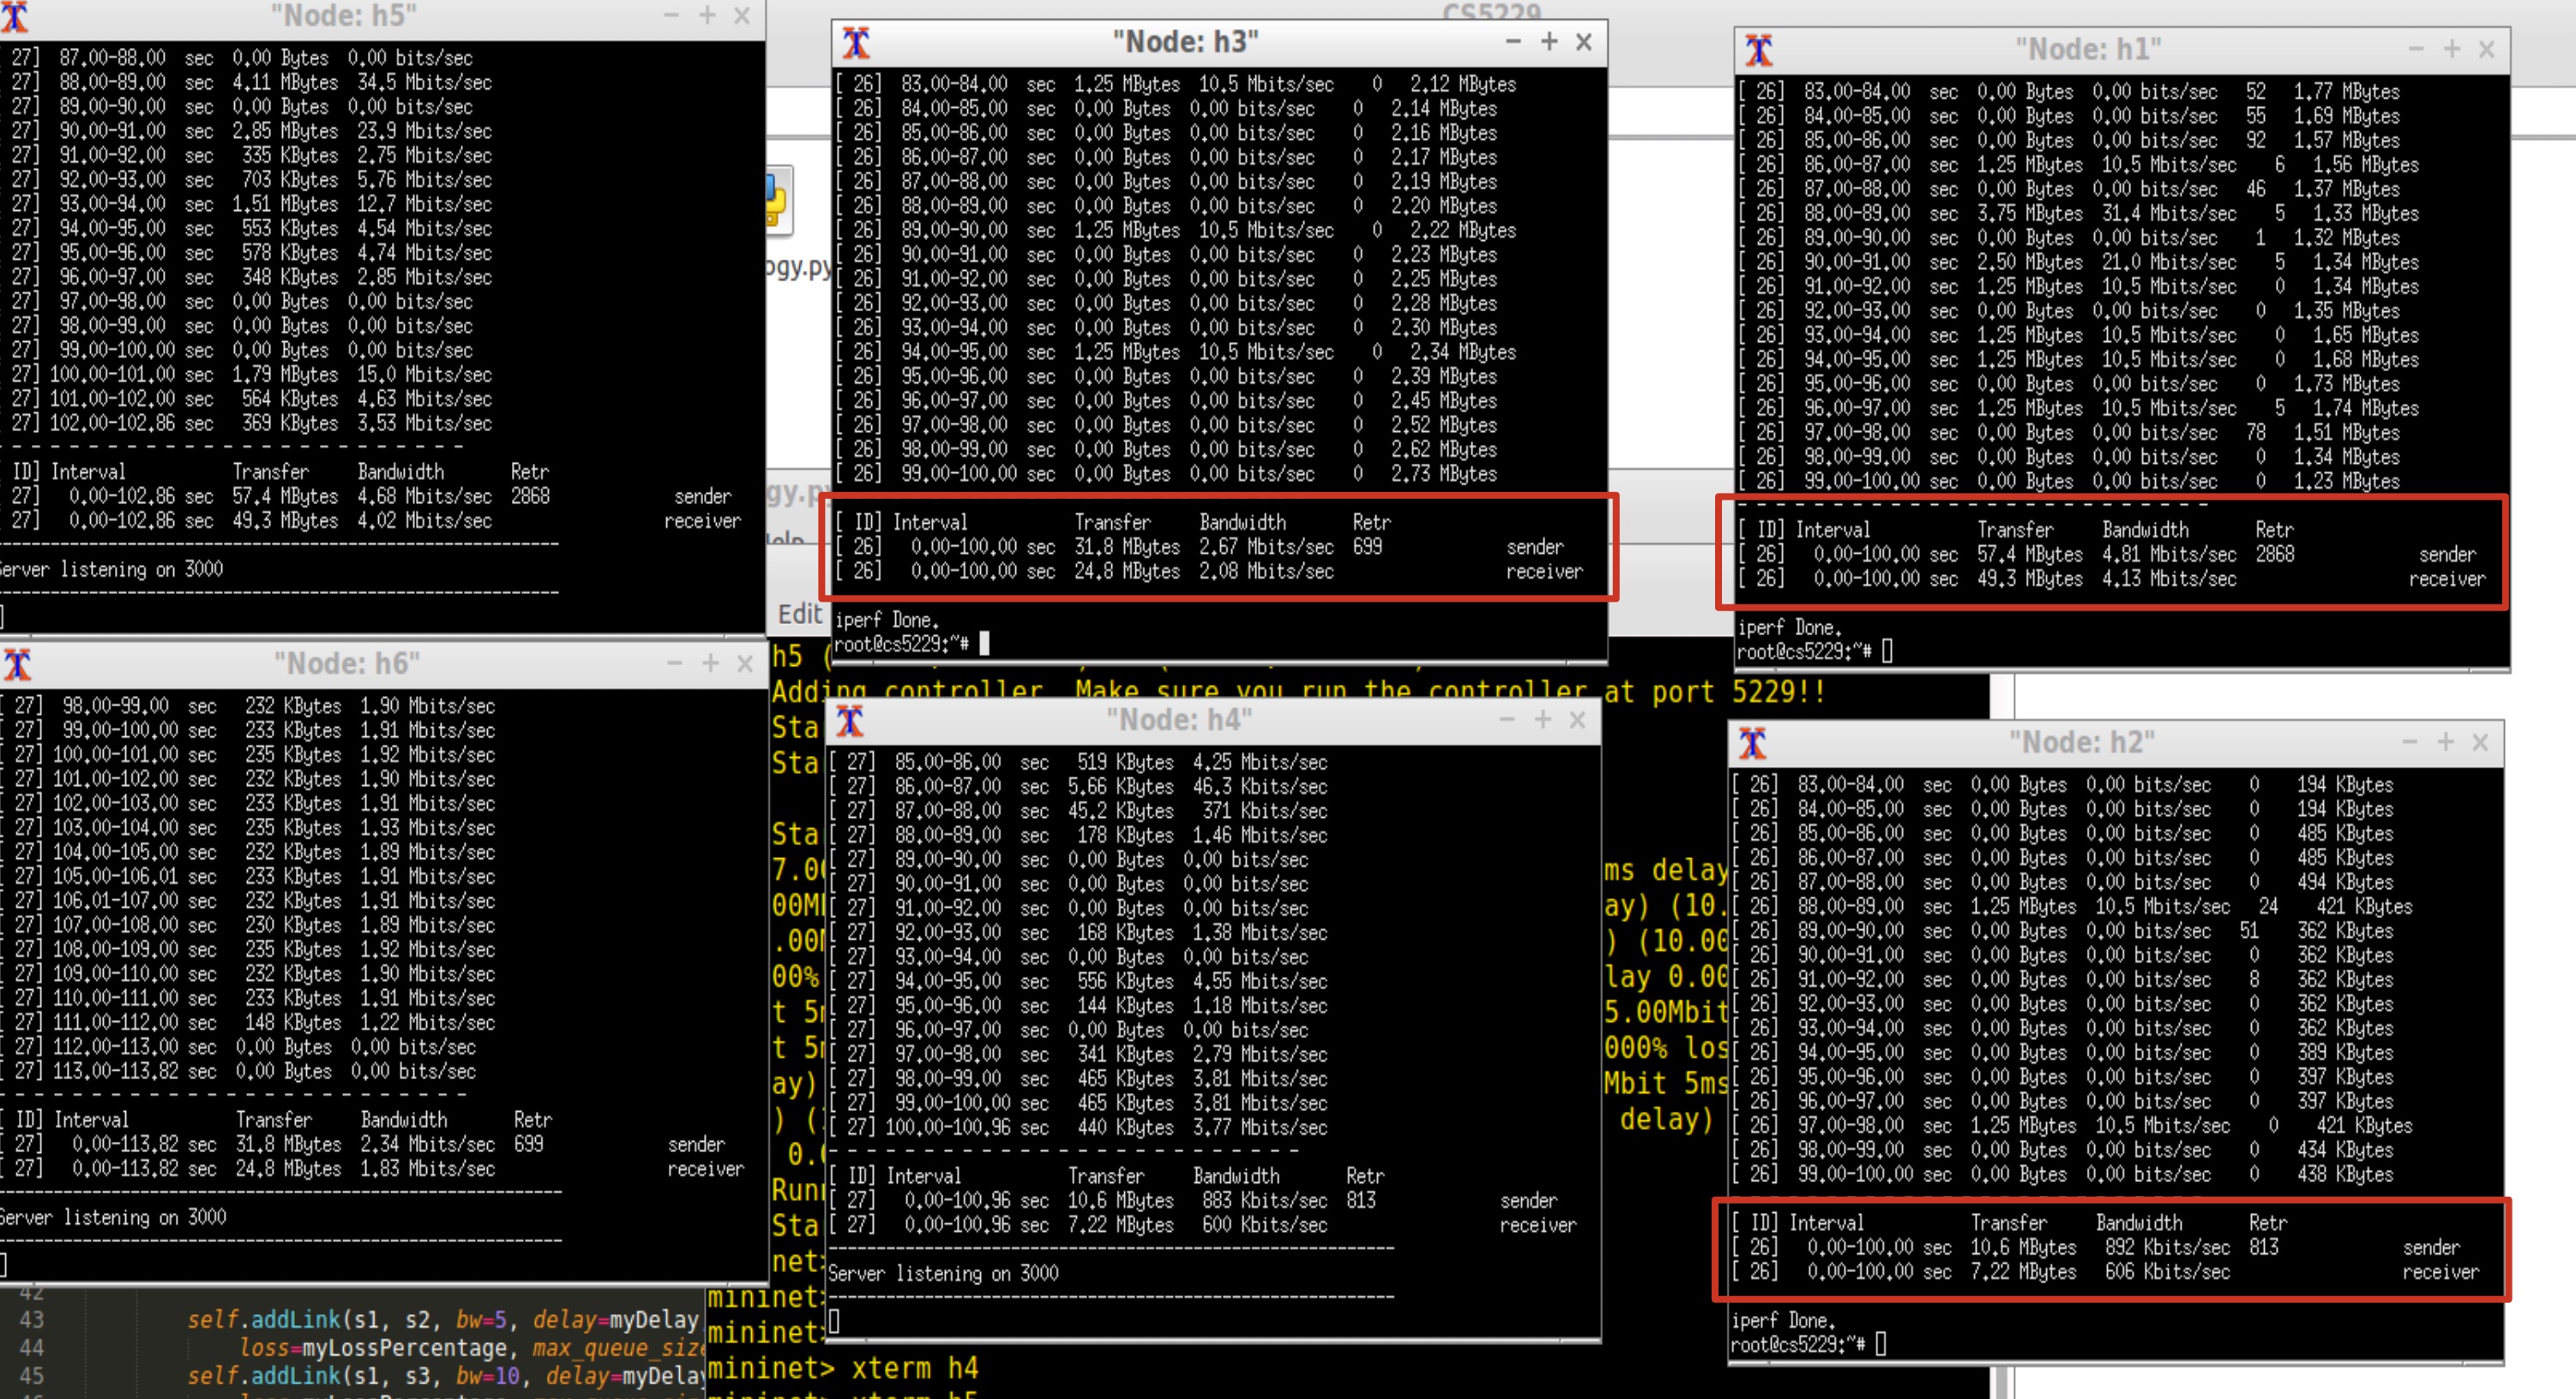 "Node: h5"
27] 87.00-88.00 sec 0.00 Bytes 0.00 bits/sec
27] 88.00-89.00 sec 4.11 MBytes 34.5 Mbits/sec
27] 89.00-90.00 sec 0.00 Bytes 0.00 bits/sec
27] 90.00-91.00 sec 2.85 MBytes 23.9 Mbits/sec
27] 91.00-92.00 sec 335 KBytes 2.75 Mbits/sec
27] 92.00-93.00 sec 703 KBytes 5.76 Mbits/sec
27] 93.00-94.00 sec 1.51 MBytes 12.7 Mbits/sec
27] 94.00-95.00 sec 553 KBytes 4.54 Mbits/sec
27] 95.00-96.00 sec 578 KBytes 4.74 Mbits/sec
27] 96.00-97.00 sec 348 KBytes 2.85 Mbits/sec
27] 97.00-98.00 sec 0.00 Bytes 0.00 bits/sec
27] 98.00-99.00 sec 0.00 Bytes 0.00 bits/sec
27] 99.00-100.00 sec 0.00 Bytes 0.00 bits/sec
27] 100.00-101.00 sec 1.79 MBytes 15.0 Mbits/sec
27] 101.00-102.00 sec 564 KBytes 4.63 Mbits/sec
27] 102.00-102.86 sec 369 KBytes 3.53 Mbits/sec
- - - - - - - - - - - - - - - - - - - - - - - - -
ID] Interval Transfer Bandwidth Retr
27] 0.00-102.86 sec 57.4 MBytes 4.68 Mbits/sec 2868 sender
27] 0.00-102.86 sec 49.3 MBytes 4.02 Mbits/sec receiver
-----------------------------------------------------------
Server listening on 3000
-----------------------------------------------------------
CS5229
"Node: h3"
[ 26] 83.00-84.00 sec 1.25 MBytes 10.5 Mbits/sec 0 2.12 MBytes
[ 26] 84.00-85.00 sec 0.00 Bytes 0.00 bits/sec 0 2.14 MBytes
[ 26] 85.00-86.00 sec 0.00 Bytes 0.00 bits/sec 0 2.16 MBytes
[ 26] 86.00-87.00 sec 0.00 Bytes 0.00 bits/sec 0 2.17 MBytes
[ 26] 87.00-88.00 sec 0.00 Bytes 0.00 bits/sec 0 2.19 MBytes
[ 26] 88.00-89.00 sec 0.00 Bytes 0.00 bits/sec 0 2.20 MBytes
[ 26] 89.00-90.00 sec 1.25 MBytes 10.5 Mbits/sec 0 2.22 MBytes
[ 26] 90.00-91.00 sec 0.00 Bytes 0.00 bits/sec 0 2.23 MBytes
[ 26] 91.00-92.00 sec 0.00 Bytes 0.00 bits/sec 0 2.25 MBytes
[ 26] 92.00-93.00 sec 0.00 Bytes 0.00 bits/sec 0 2.28 MBytes
[ 26] 93.00-94.00 sec 0.00 Bytes 0.00 bits/sec 0 2.30 MBytes
[ 26] 94.00-95.00 sec 1.25 MBytes 10.5 Mbits/sec 0 2.34 MBytes
[ 26] 95.00-96.00 sec 0.00 Bytes 0.00 bits/sec 0 2.39 MBytes
[ 26] 96.00-97.00 sec 0.00 Bytes 0.00 bits/sec 0 2.45 MBytes
[ 26] 97.00-98.00 sec 0.00 Bytes 0.00 bits/sec 0 2.52 MBytes
[ 26] 98.00-99.00 sec 0.00 Bytes 0.00 bits/sec 0 2.62 MBytes
[ 26] 99.00-100.00 sec 0.00 Bytes 0.00 bits/sec 0 2.73 MBytes
[ ID] Interval Transfer Bandwidth Retr
[ 26] 0.00-100.00 sec 31.8 MBytes 2.67 Mbits/sec 699 sender
[ 26] 0.00-100.00 sec 24.8 MBytes 2.08 Mbits/sec receiver
iperf Done.
root@cs5229:~#
"Node: h1"
[ 26] 83.00-84.00 sec 0.00 Bytes 0.00 bits/sec 52 1.77 MBytes
[ 26] 84.00-85.00 sec 0.00 Bytes 0.00 bits/sec 55 1.69 MBytes
[ 26] 85.00-86.00 sec 0.00 Bytes 0.00 bits/sec 92 1.57 MBytes
[ 26] 86.00-87.00 sec 1.25 MBytes 10.5 Mbits/sec 6 1.56 MBytes
[ 26] 87.00-88.00 sec 0.00 Bytes 0.00 bits/sec 46 1.37 MBytes
[ 26] 88.00-89.00 sec 3.75 MBytes 31.4 Mbits/sec 5 1.33 MBytes
[ 26] 89.00-90.00 sec 0.00 Bytes 0.00 bits/sec 1 1.32 MBytes
[ 26] 90.00-91.00 sec 2.50 MBytes 21.0 Mbits/sec 5 1.34 MBytes
[ 26] 91.00-92.00 sec 1.25 MBytes 10.5 Mbits/sec 0 1.34 MBytes
[ 26] 92.00-93.00 sec 0.00 Bytes 0.00 bits/sec 0 1.35 MBytes
[ 26] 93.00-94.00 sec 1.25 MBytes 10.5 Mbits/sec 0 1.65 MBytes
[ 26] 94.00-95.00 sec 1.25 MBytes 10.5 Mbits/sec 0 1.68 MBytes
[ 26] 95.00-96.00 sec 0.00 Bytes 0.00 bits/sec 0 1.73 MBytes
[ 26] 96.00-97.00 sec 1.25 MBytes 10.5 Mbits/sec 5 1.74 MBytes
[ 26] 97.00-98.00 sec 0.00 Bytes 0.00 bits/sec 78 1.51 MBytes
[ 26] 98.00-99.00 sec 0.00 Bytes 0.00 bits/sec 0 1.34 MBytes
[ 26] 99.00-100.00 sec 0.00 Bytes 0.00 bits/sec 0 1.23 MBytes
- - - - - - - - - - - - - - - - - - - - - - - - -
[ ID] Interval Transfer Bandwidth Retr
[ 26] 0.00-100.00 sec 57.4 MBytes 4.81 Mbits/sec 2868 sender
[ 26] 0.00-100.00 sec 49.3 MBytes 4.13 Mbits/sec receiver
iperf Done.
root@cs5229:~#
ogy.py
gy.p
Edit
"Node: h6"
27] 98.00-99.00 sec 232 KBytes 1.90 Mbits/sec
27] 99.00-100.00 sec 233 KBytes 1.91 Mbits/sec
27] 100.00-101.00 sec 235 KBytes 1.92 Mbits/sec
27] 101.00-102.00 sec 232 KBytes 1.90 Mbits/sec
27] 102.00-103.00 sec 233 KBytes 1.91 Mbits/sec
27] 103.00-104.00 sec 235 KBytes 1.93 Mbits/sec
27] 104.00-105.00 sec 232 KBytes 1.89 Mbits/sec
27] 105.00-106.01 sec 233 KBytes 1.91 Mbits/sec
27] 106.01-107.00 sec 232 KBytes 1.91 Mbits/sec
27] 107.00-108.00 sec 230 KBytes 1.89 Mbits/sec
27] 108.00-109.00 sec 235 KBytes 1.92 Mbits/sec
27] 109.00-110.00 sec 232 KBytes 1.90 Mbits/sec
27] 110.00-111.00 sec 233 KBytes 1.91 Mbits/sec
27] 111.00-112.00 sec 148 KBytes 1.22 Mbits/sec
27] 112.00-113.00 sec 0.00 Bytes 0.00 bits/sec
27] 113.00-113.82 sec 0.00 Bytes 0.00 bits/sec
- - - - - - - - - - - - - - - - - - - - - - - - -
ID] Interval Transfer Bandwidth Retr
27] 0.00-113.82 sec 31.8 MBytes 2.34 Mbits/sec 699 sender
27] 0.00-113.82 sec 24.8 MBytes 1.83 Mbits/sec receiver
-----------------------------------------------------------
Server listening on 3000
-----------------------------------------------------------
h5 (
Adding controller. Make sure you run the controller at port 5229!!
Sta
Sta
Sta
7.00 ms delay
00M ay) (10.
.00M ) (10.00
00% lay 0.00
t 5m 5.00Mbit
t 5m 000% los
ay) Mbit 5ms
) ( delay)
0.0
Runn
Sta
net>
mininet>
mininet>
mininet> xterm h4
mininet> xterm h5
"Node: h4"
[ 27] 85.00-86.00 sec 519 KBytes 4.25 Mbits/sec
[ 27] 86.00-87.00 sec 5.66 KBytes 46.3 Kbits/sec
[ 27] 87.00-88.00 sec 45.2 KBytes 371 Kbits/sec
[ 27] 88.00-89.00 sec 178 KBytes 1.46 Mbits/sec
[ 27] 89.00-90.00 sec 0.00 Bytes 0.00 bits/sec
[ 27] 90.00-91.00 sec 0.00 Bytes 0.00 bits/sec
[ 27] 91.00-92.00 sec 0.00 Bytes 0.00 bits/sec
[ 27] 92.00-93.00 sec 168 KBytes 1.38 Mbits/sec
[ 27] 93.00-94.00 sec 0.00 Bytes 0.00 bits/sec
[ 27] 94.00-95.00 sec 556 KBytes 4.55 Mbits/sec
[ 27] 95.00-96.00 sec 144 KBytes 1.18 Mbits/sec
[ 27] 96.00-97.00 sec 0.00 Bytes 0.00 bits/sec
[ 27] 97.00-98.00 sec 341 KBytes 2.79 Mbits/sec
[ 27] 98.00-99.00 sec 465 KBytes 3.81 Mbits/sec
[ 27] 99.00-100.00 sec 465 KBytes 3.81 Mbits/sec
[ 27] 100.00-100.96 sec 440 KBytes 3.77 Mbits/sec
- - - - - - - - - - - - - - - - - - - - - - - - -
[ ID] Interval Transfer Bandwidth Retr
[ 27] 0.00-100.96 sec 10.6 MBytes 883 Kbits/sec 813 sender
[ 27] 0.00-100.96 sec 7.22 MBytes 600 Kbits/sec receiver
-----------------------------------------------------------
Server listening on 3000
-----------------------------------------------------------
"Node: h2"
[ 26] 83.00-84.00 sec 0.00 Bytes 0.00 bits/sec 0 194 KBytes
[ 26] 84.00-85.00 sec 0.00 Bytes 0.00 bits/sec 0 194 KBytes
[ 26] 85.00-86.00 sec 0.00 Bytes 0.00 bits/sec 0 485 KBytes
[ 26] 86.00-87.00 sec 0.00 Bytes 0.00 bits/sec 0 485 KBytes
[ 26] 87.00-88.00 sec 0.00 Bytes 0.00 bits/sec 0 494 KBytes
[ 26] 88.00-89.00 sec 1.25 MBytes 10.5 Mbits/sec 24 421 KBytes
[ 26] 89.00-90.00 sec 0.00 Bytes 0.00 bits/sec 51 362 KBytes
[ 26] 90.00-91.00 sec 0.00 Bytes 0.00 bits/sec 0 362 KBytes
[ 26] 91.00-92.00 sec 0.00 Bytes 0.00 bits/sec 8 362 KBytes
[ 26] 92.00-93.00 sec 0.00 Bytes 0.00 bits/sec 0 362 KBytes
[ 26] 93.00-94.00 sec 0.00 Bytes 0.00 bits/sec 0 362 KBytes
[ 26] 94.00-95.00 sec 0.00 Bytes 0.00 bits/sec 0 389 KBytes
[ 26] 95.00-96.00 sec 0.00 Bytes 0.00 bits/sec 0 397 KBytes
[ 26] 96.00-97.00 sec 0.00 Bytes 0.00 bits/sec 0 397 KBytes
[ 26] 97.00-98.00 sec 1.25 MBytes 10.5 Mbits/sec 0 421 KBytes
[ 26] 98.00-99.00 sec 0.00 Bytes 0.00 bits/sec 0 434 KBytes
[ 26] 99.00-100.00 sec 0.00 Bytes 0.00 bits/sec 0 438 KBytes
[ ID] Interval Transfer Bandwidth Retr
[ 26] 0.00-100.00 sec 10.6 MBytes 892 Kbits/sec 813 sender
[ 26] 0.00-100.00 sec 7.22 MBytes 606 Kbits/sec receiver
iperf Done.
root@cs5229:~#
42
43 self.addLink(s1, s2, bw=5, delay=myDelay
44 loss=myLossPercentage, max_queue_size
45 self.addLink(s1, s3, bw=10, delay=myDela